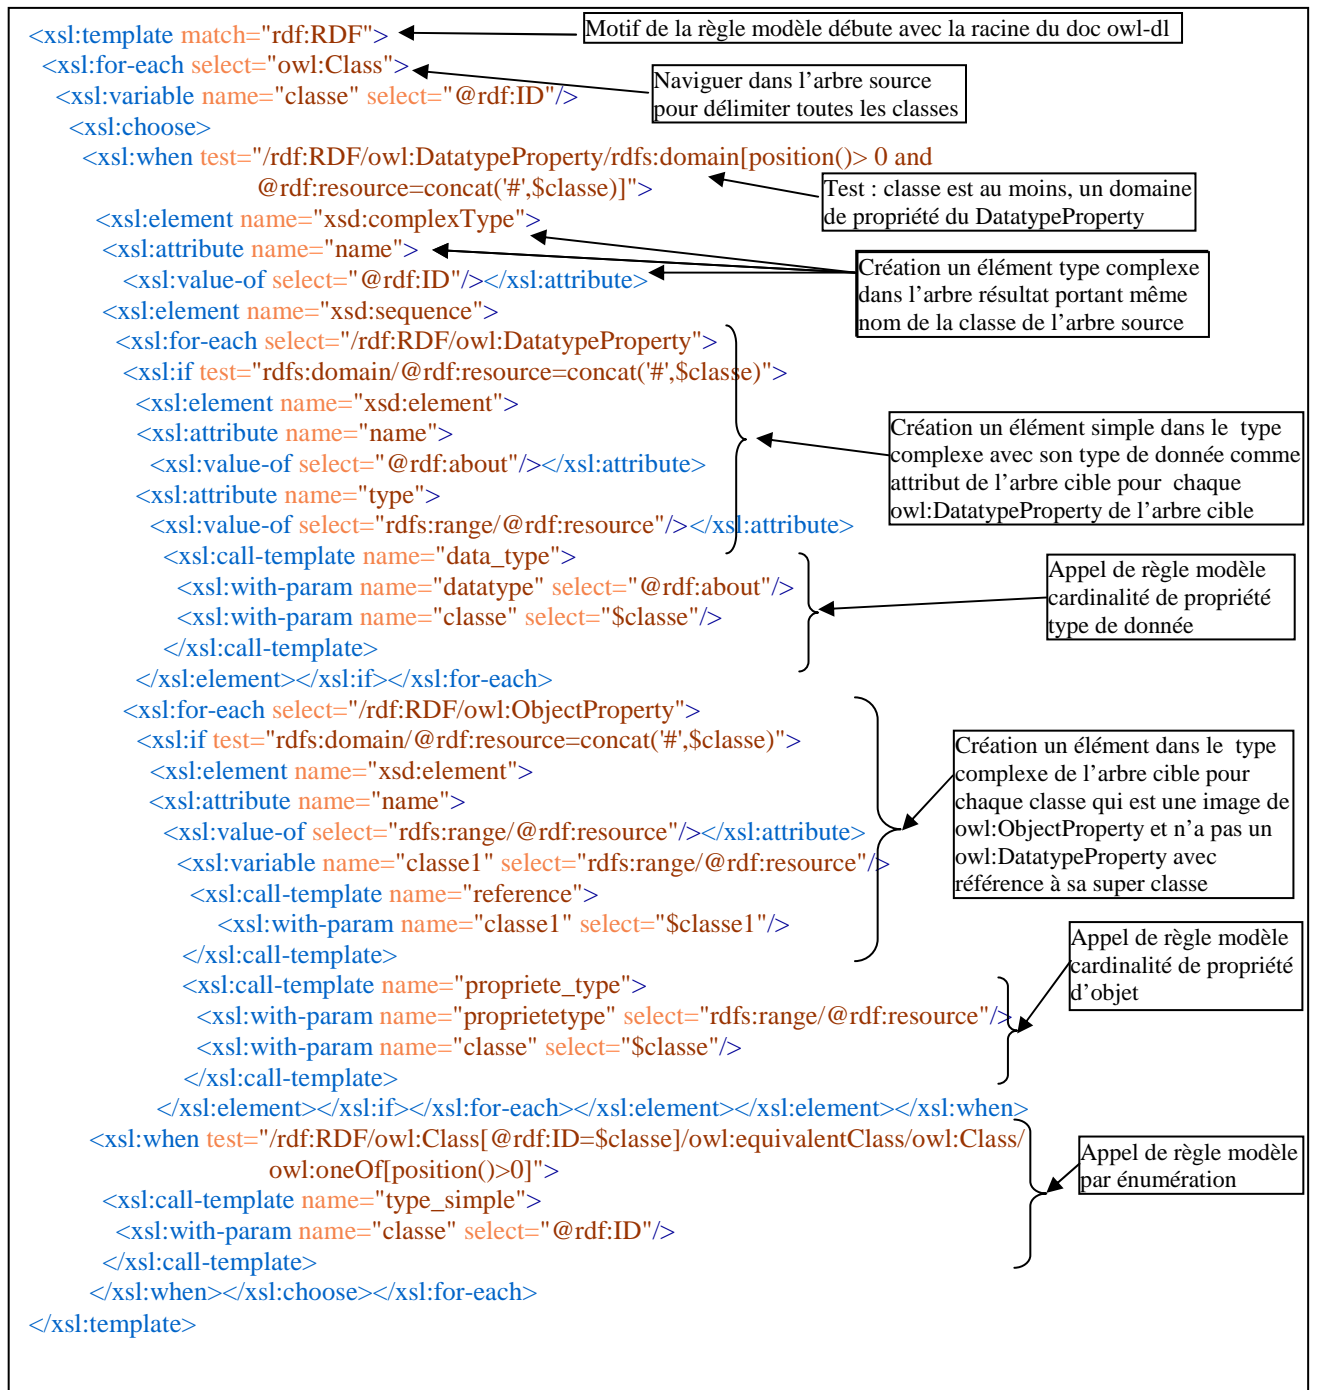 <xsl:template match="rdf:RDF">
Motif de la règle modèle débute avec la racine du doc owl-dl
<xsl:for-each select="owl:Class">
Naviguer dans l'arbre source
pour délimiter toutes les classes
<xsl:variable name="classe" select="@rdf:ID"/>
<xsl:choose>
<xsl:when test="/rdf:RDF/owl:DatatypeProperty/rdfs:domain[position()> 0 and
@rdf:resource=concat('#',$classe)]">
Test : classe est au moins, un domaine
de propriété du DatatypeProperty
<xsl:element name="xsd:complexType">
<xsl:attribute name="name">
<xsl:value-of select="@rdf:ID"/></xsl:attribute>
Création un élément type complexe
dans l'arbre résultat portant même
nom de la classe de l'arbre source
<xsl:element name="xsd:sequence">
<xsl:for-each select="/rdf:RDF/owl:DatatypeProperty">
<xsl:if test="rdfs:domain/@rdf:resource=concat('#',$classe)">
<xsl:element name="xsd:element">
<xsl:attribute name="name">
<xsl:value-of select="@rdf:about"/></xsl:attribute>
<xsl:attribute name="type">
<xsl:value-of select="rdfs:range/@rdf:resource"/></xsl:attribute>
Création un élément simple dans le  type
complexe avec son type de donnée comme
attribut de l'arbre cible pour  chaque
owl:DatatypeProperty de l'arbre cible
<xsl:call-template name="data_type">
<xsl:with-param name="datatype" select="@rdf:about"/>
<xsl:with-param name="classe" select="$classe"/>
</xsl:call-template>
Appel de règle modèle
cardinalité de propriété
type de donnée
</xsl:element></xsl:if></xsl:for-each>
<xsl:for-each select="/rdf:RDF/owl:ObjectProperty">
<xsl:if test="rdfs:domain/@rdf:resource=concat('#',$classe)">
<xsl:element name="xsd:element">
<xsl:attribute name="name">
<xsl:value-of select="rdfs:range/@rdf:resource"/></xsl:attribute>
<xsl:variable name="classe1" select="rdfs:range/@rdf:resource"/>
<xsl:call-template name="reference">
<xsl:with-param name="classe1" select="$classe1"/>
</xsl:call-template>
Création un élément dans le  type
complexe de l'arbre cible pour
chaque classe qui est une image de
owl:ObjectProperty et n'a pas un
owl:DatatypeProperty avec
référence à sa super classe
<xsl:call-template name="propriete_type">
<xsl:with-param name="proprietetype" select="rdfs:range/@rdf:resource"/>
<xsl:with-param name="classe" select="$classe"/>
</xsl:call-template>
Appel de règle modèle
cardinalité de propriété
d'objet
</xsl:element></xsl:if></xsl:for-each></xsl:element></xsl:element></xsl:when>
<xsl:when test="/rdf:RDF/owl:Class[@rdf:ID=$classe]/owl:equivalentClass/owl:Class/
owl:oneOf[position()>0]">
<xsl:call-template name="type_simple">
<xsl:with-param name="classe" select="@rdf:ID"/>
</xsl:call-template>
Appel de règle modèle
par énumération
</xsl:when></xsl:choose></xsl:for-each>
</xsl:template>